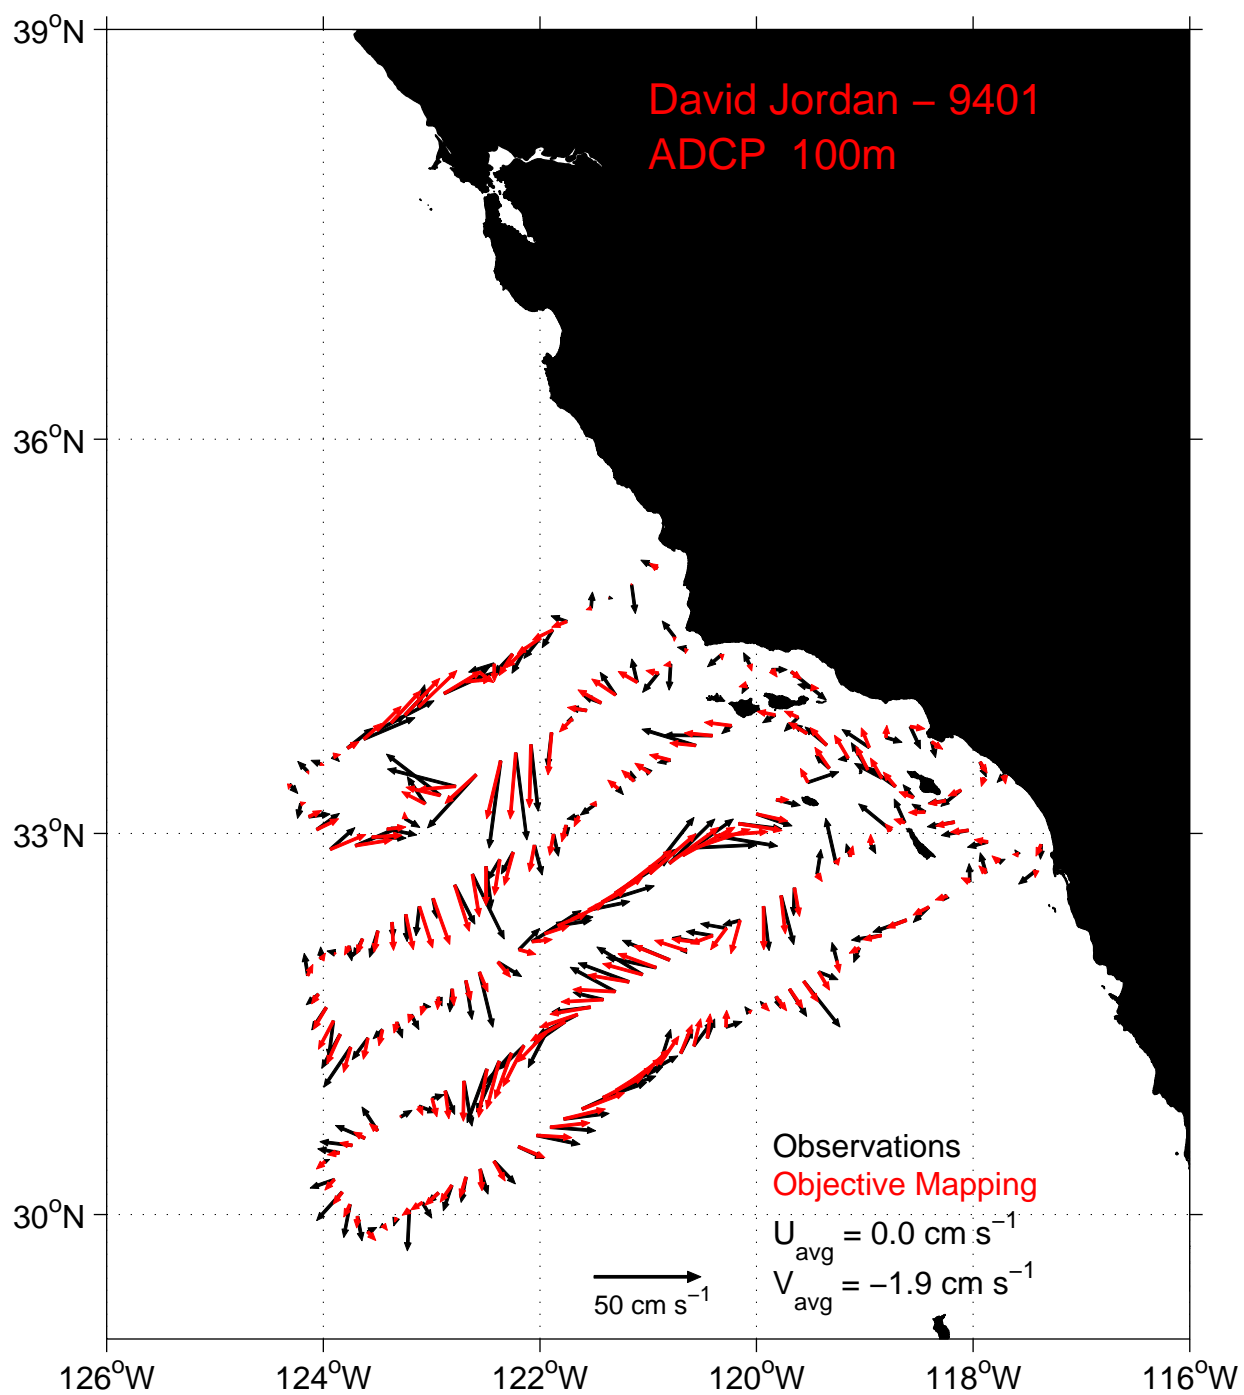 39°N
David Jordan – 9401
ADCP 100m
36°N
33°N
Observations
Objective Mapping
30°N
U_avg = 0.0 cm s⁻¹
V_avg = –1.9 cm s⁻¹
50 cm s⁻¹
126°W 124°W 122°W 120°W 118°W 116°W